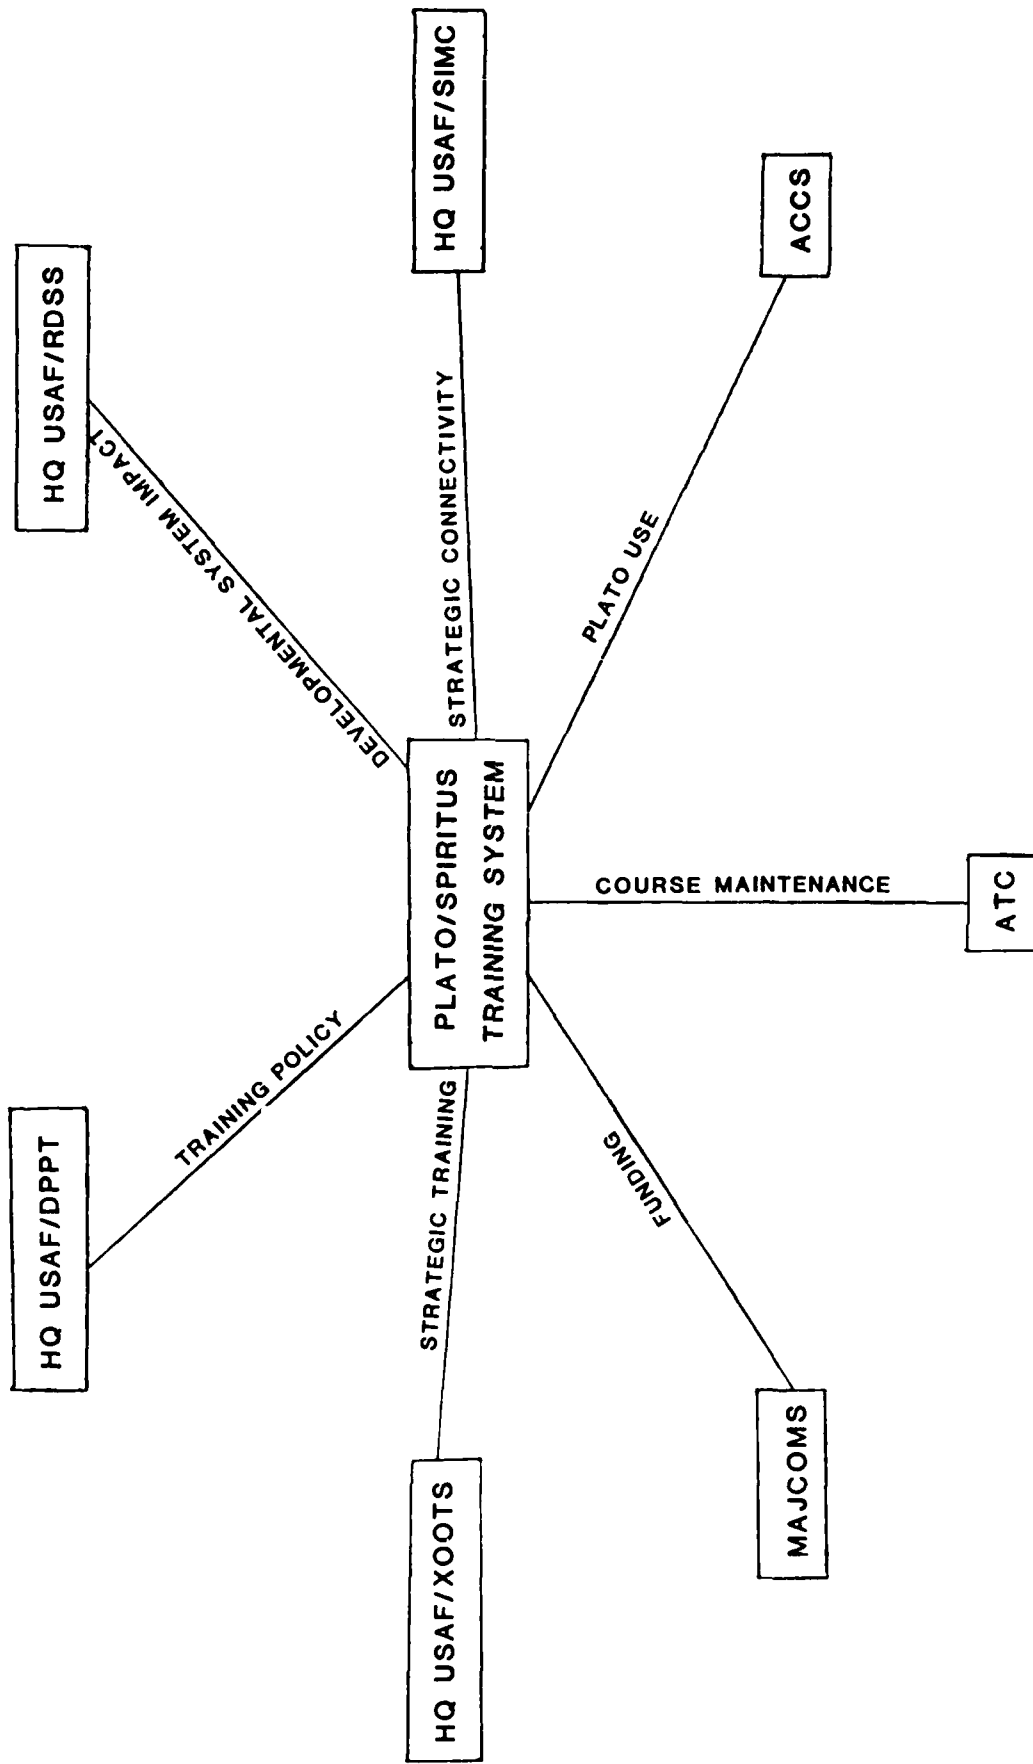 HQ USAF/DPPT
HQ USAF/RDSS
TRAINING POLICY
DEVELOPMENTAL SYSTEM IMPACT
HQ USAF/XOOTS
STRATEGIC TRAINING
PLATO/SPIRITUS
TRAINING SYSTEM
STRATEGIC CONNECTIVITY
HQ USAF/SIMC
FUNDING
COURSE MAINTENANCE
PLATO USE
MAJCOMS
ATC
ACCS